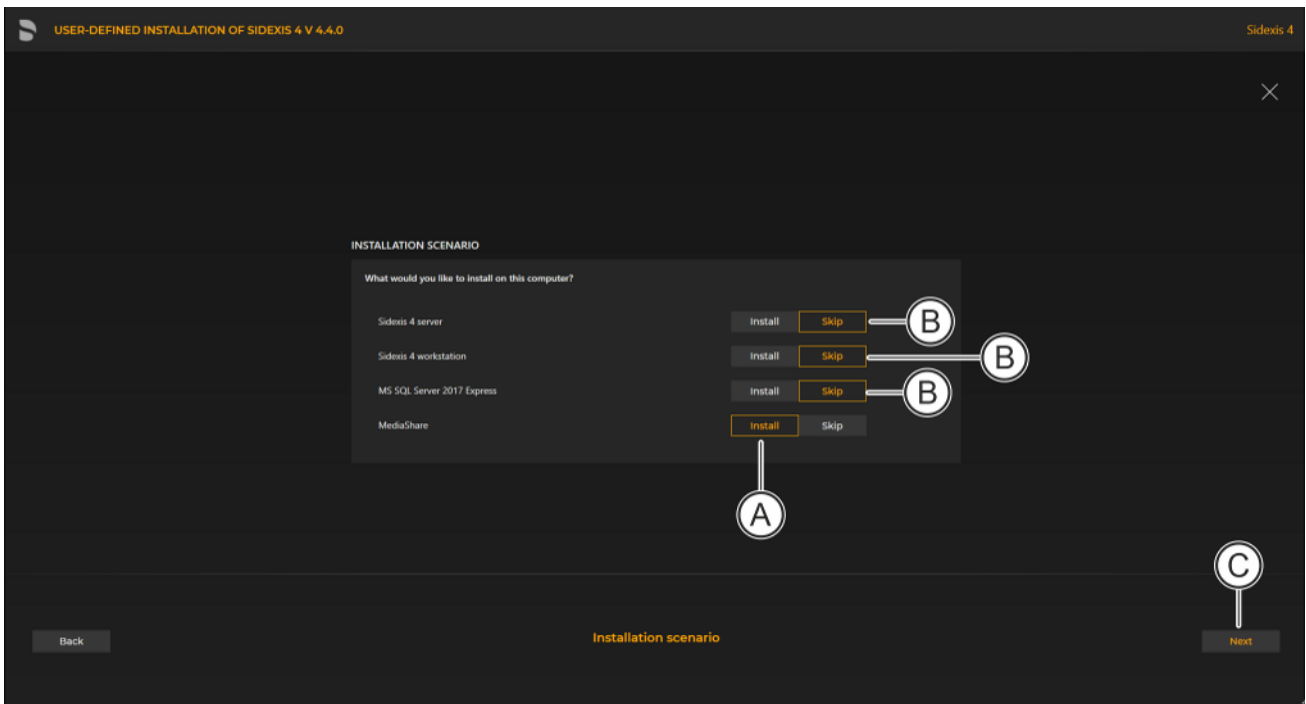 USER-DEFINED INSTALLATION OF SIDEXIS 4 V 4.4.0 Sidexis 4
INSTALLATION SCENARIO
What would you like to install on this computer?
Sidexis 4 server Install Skip B
Sidexis 4 workstation Install Skip B
MS SQL Server 2017 Express Install Skip B
MediaShare Install Skip
A
C
Back Installation scenario Next